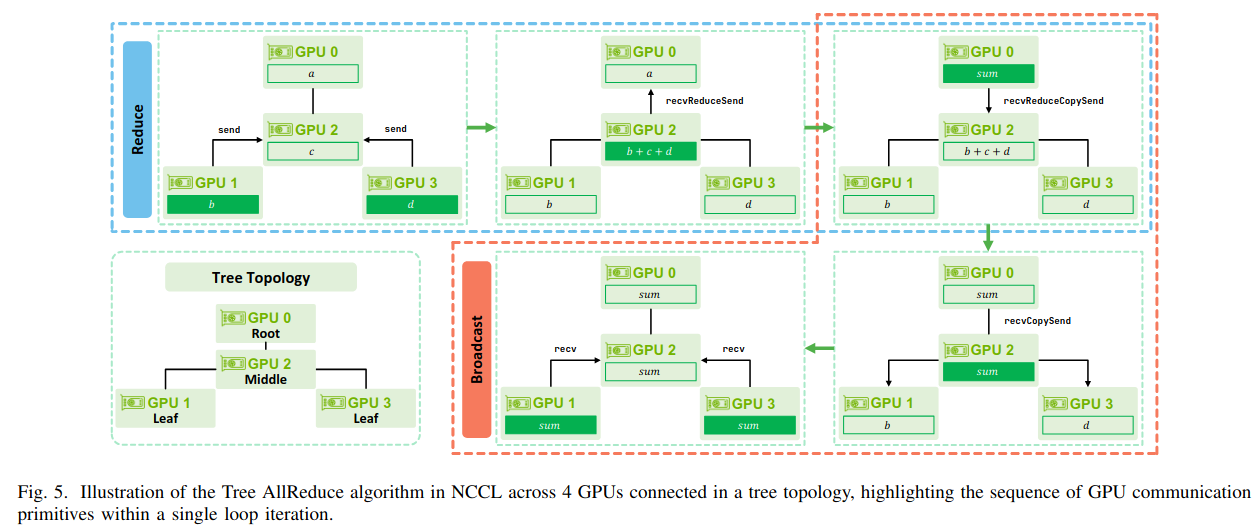 Reduce
GPU 0
a
send
send
GPU 2
c
GPU 1
b
GPU 3
d
GPU 0
a
recvReduceSend
GPU 2
b + c + d
GPU 1
b
GPU 3
d
GPU 0
sum
recvReduceCopySend
GPU 2
b + c + d
GPU 1
b
GPU 3
d
Tree Topology
GPU 0
Root
GPU 2
Middle
GPU 1
Leaf
GPU 3
Leaf
Broadcast
GPU 0
sum
recv
recv
GPU 2
sum
GPU 1
sum
GPU 3
sum
GPU 0
sum
recvCopySend
GPU 2
sum
GPU 1
b
GPU 3
d
Fig. 5. Illustration of the Tree AllReduce algorithm in NCCL across 4 GPUs connected in a tree topology, highlighting the sequence of GPU communication
primitives within a single loop iteration.